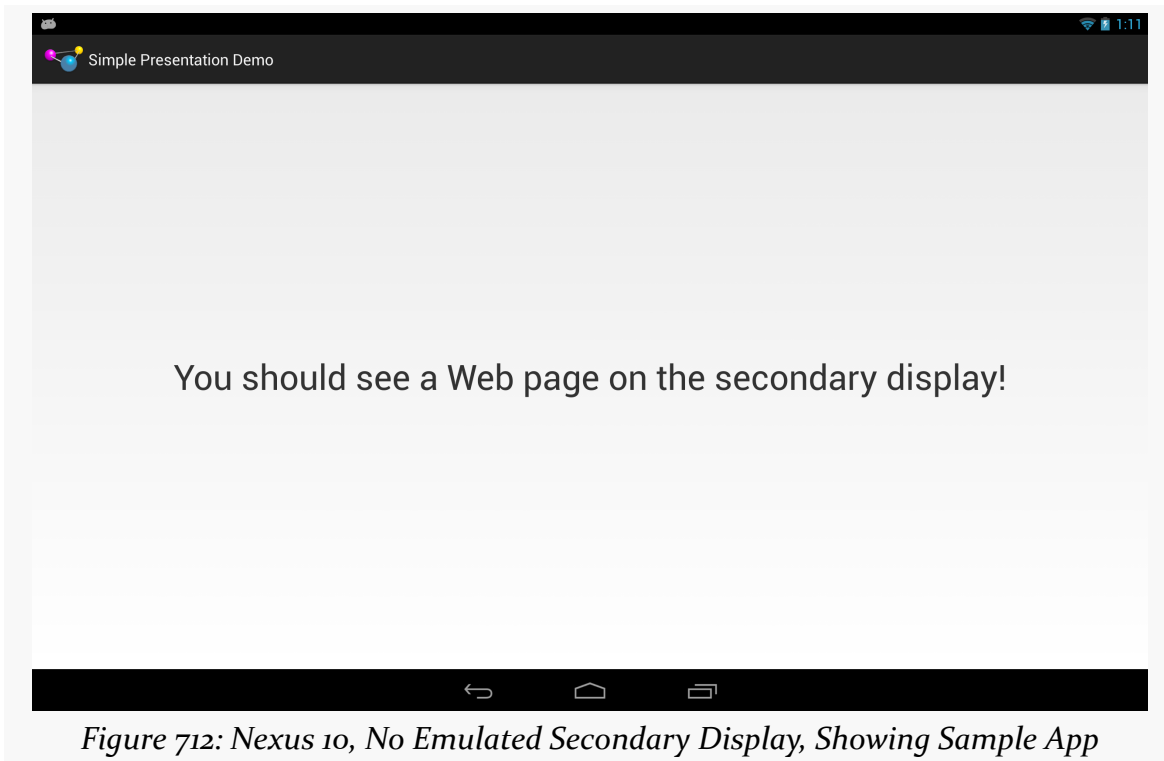 1:11
Simple Presentation Demo
You should see a Web page on the secondary display!
Figure 712: Nexus 10, No Emulated Secondary Display, Showing Sample App